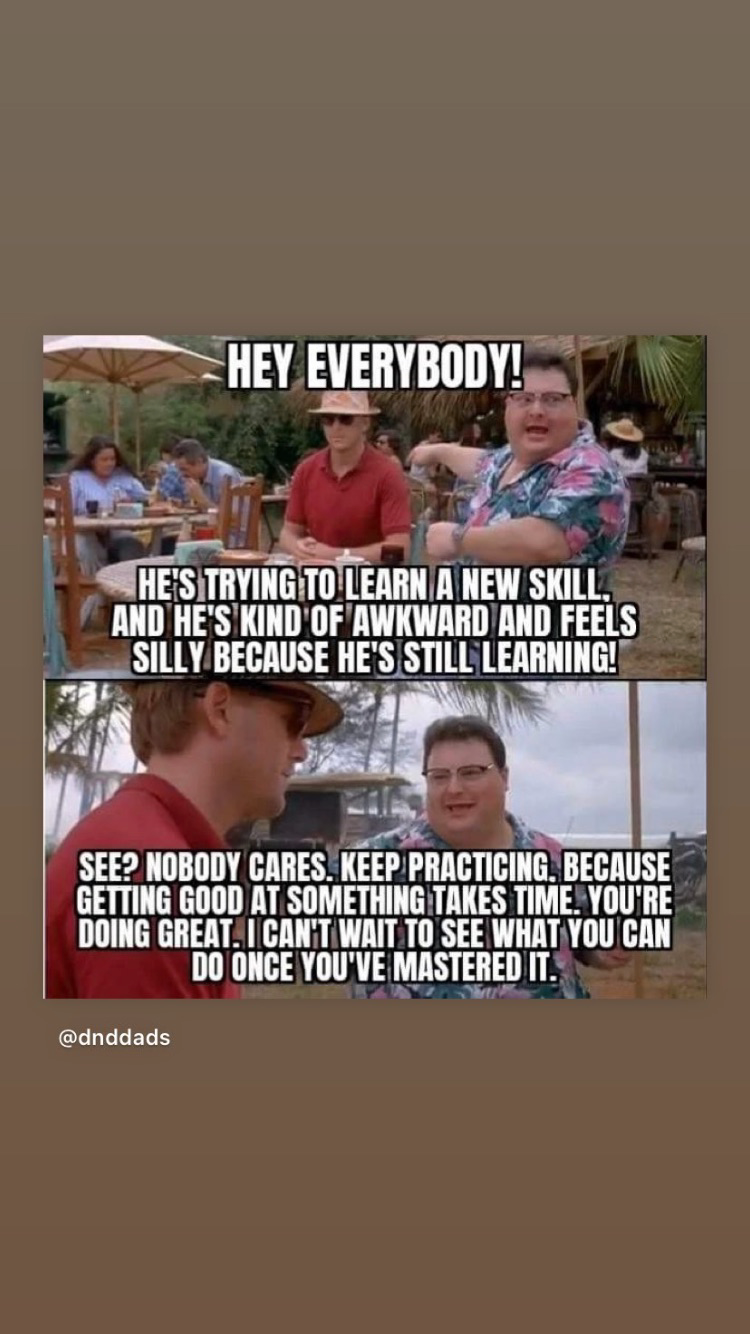 HEY EVERYBODY!
HE'S TRYING TO LEARN A NEW SKILL,
AND HE'S KIND OF AWKWARD AND FEELS
SILLY BECAUSE HE'S STILL LEARNING!
SEE? NOBODY CARES. KEEP PRACTICING. BECAUSE
GETTING GOOD AT SOMETHING TAKES TIME. YOU'RE
DOING GREAT. I CAN'T WAIT TO SEE WHAT YOU CAN
DO ONCE YOU'VE MASTERED IT.
@dnddads